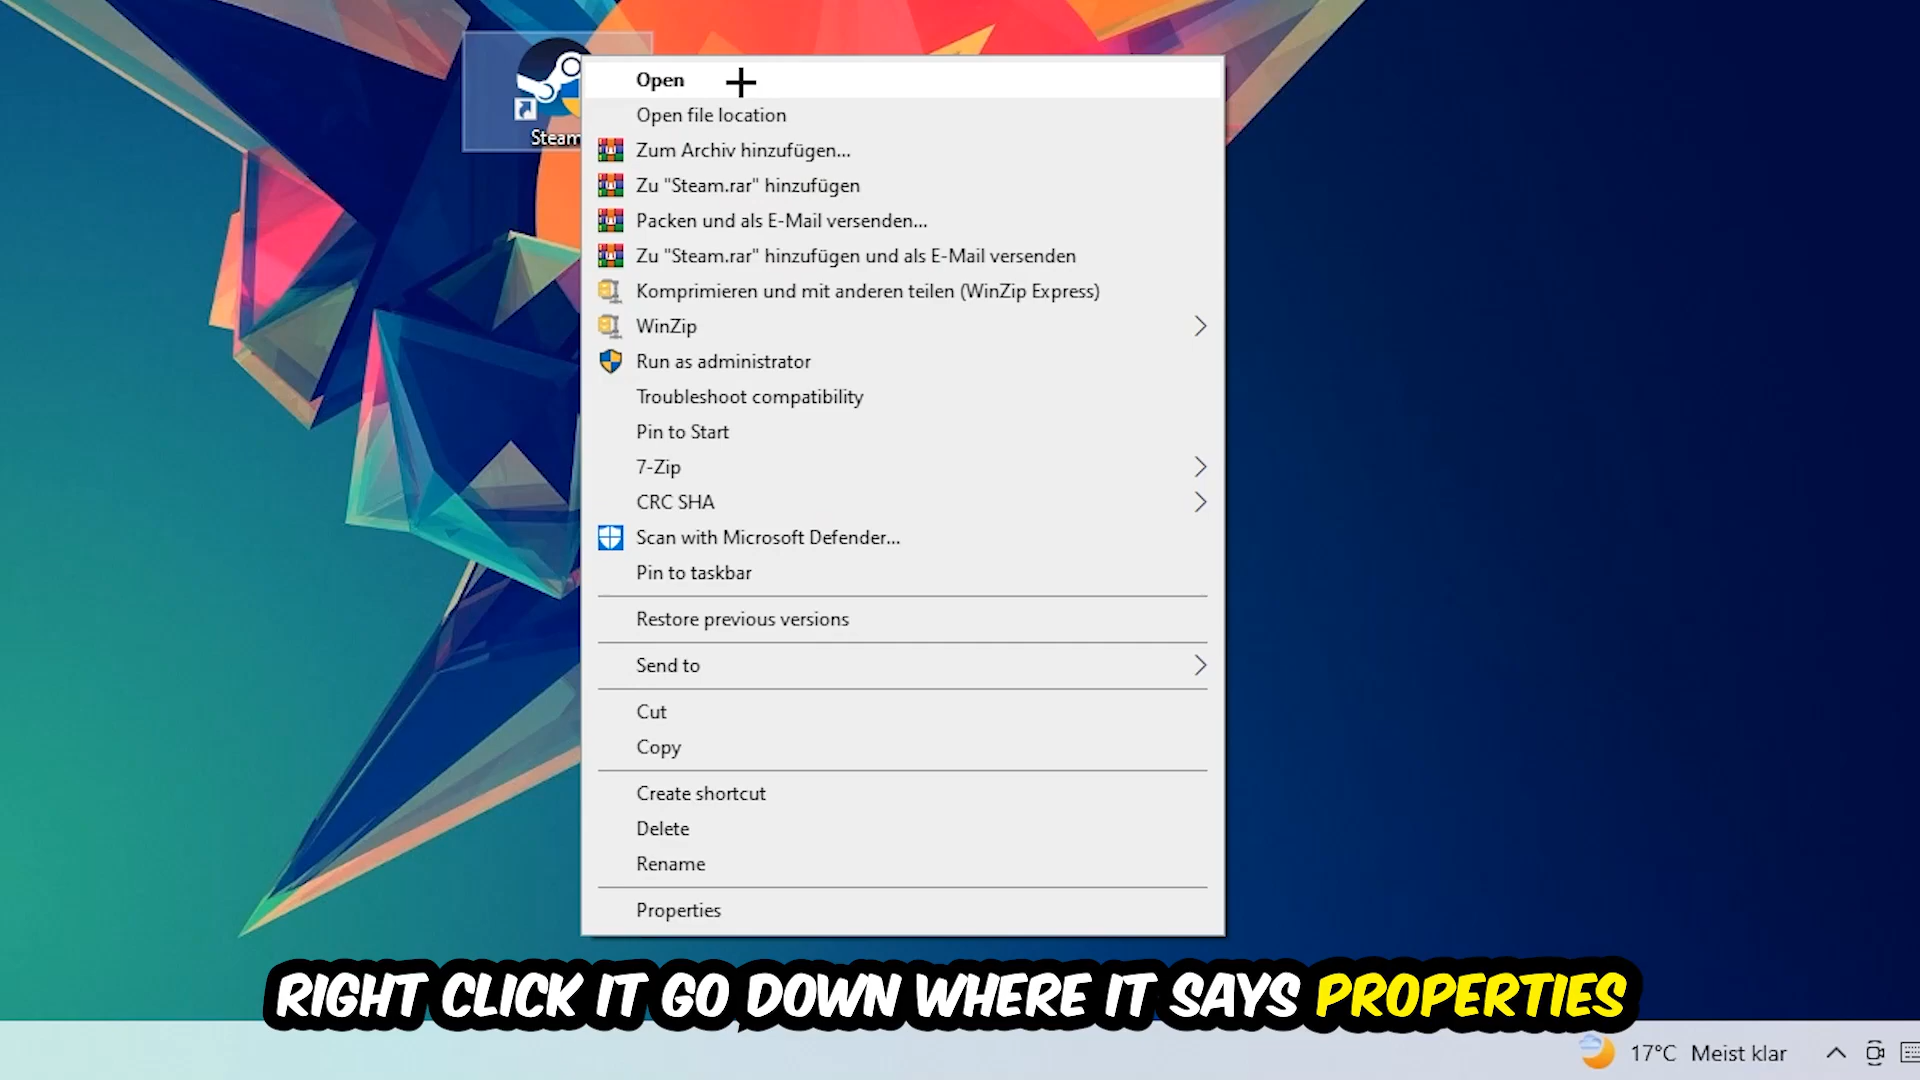 Steam
Open
Open file location
Zum Archiv hinzufügen...
Zu "Steam.rar" hinzufügen
Packen und als E-Mail versenden...
Zu "Steam.rar" hinzufügen und als E-Mail versenden
Komprimieren und mit anderen teilen (WinZip Express)
WinZip
Run as administrator
Troubleshoot compatibility
Pin to Start
7-Zip
CRC SHA
Scan with Microsoft Defender...
Pin to taskbar
Restore previous versions
Send to
Cut
Copy
Create shortcut
Delete
Rename
Properties
RIGHT CLICK IT GO DOWN WHERE IT SAYS PROPERTIES
17°C Meist klar